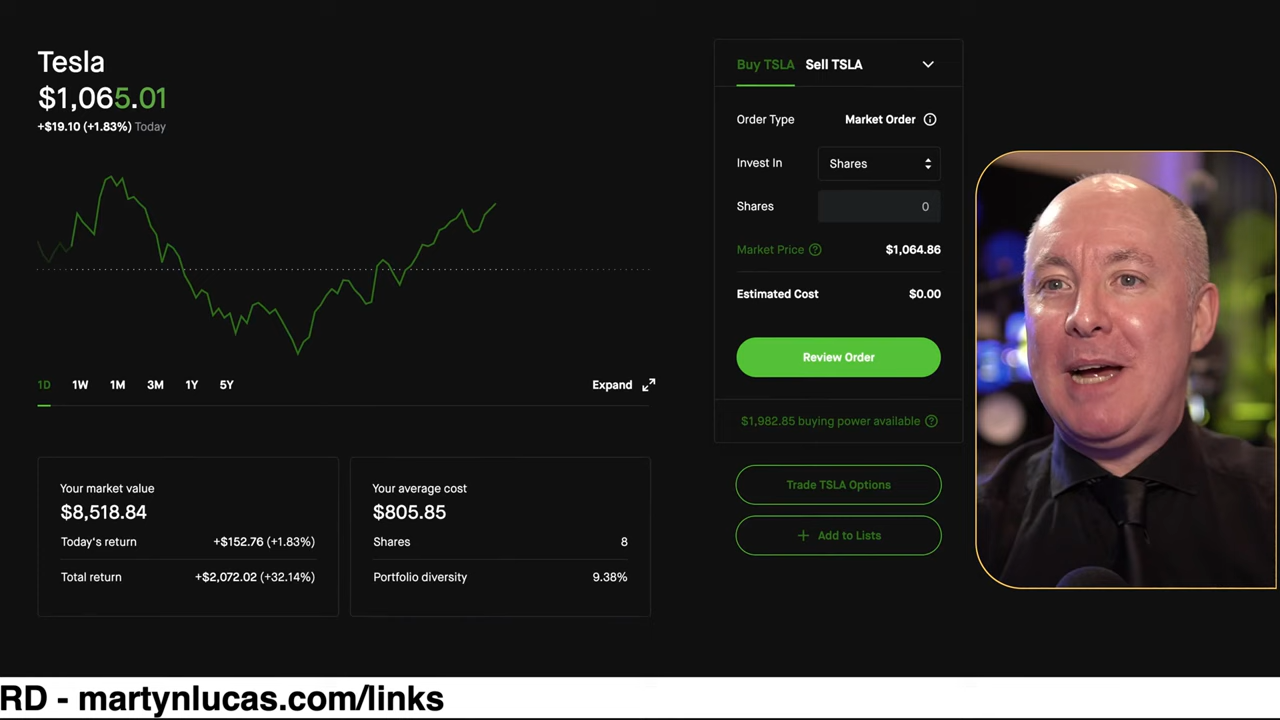 Tesla
$1,065.01
+$19.10 (+1.83%) Today
1D 1W 1M 3M 1Y 5Y
Expand
Your market value
$8,518.84
Today's return +$152.76 (+1.83%)
Total return +$2,072.02 (+32.14%)
Your average cost
$805.85
Shares 8
Portfolio diversity 9.38%
Buy TSLA Sell TSLA
Order Type Market Order
Invest In Shares
Shares 0
Market Price $1,064.86
Estimated Cost $0.00
Review Order
$1,982.85 buying power available
Trade TSLA Options
+ Add to Lists
RD - martynlucas.com/links